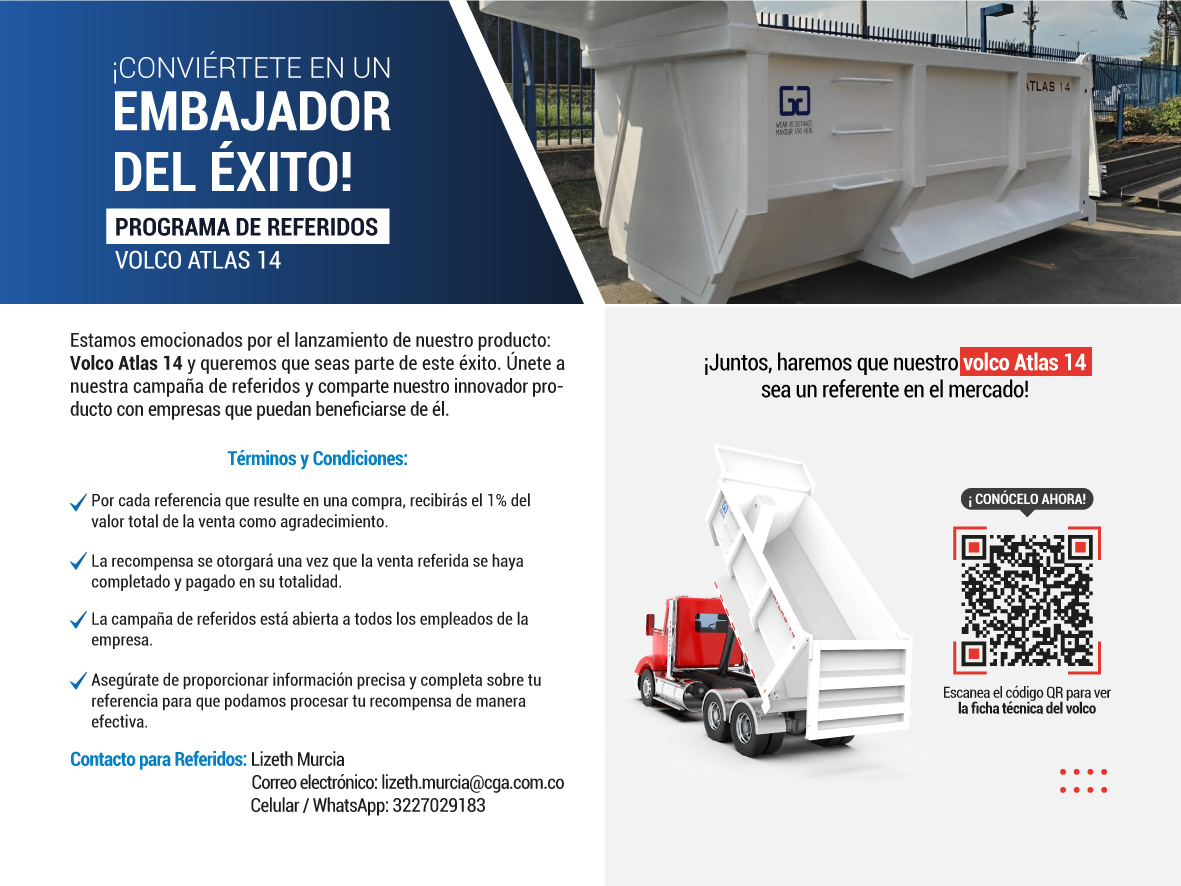 ¡CONVIÉRTETE EN UN
EMBAJADOR
DEL ÉXITO!
PROGRAMA DE REFERIDOS
VOLCO ATLAS 14
WEAR RESISTANCE
ATLAS 14
Estamos emocionados por el lanzamiento de nuestro producto:
Volco Atlas 14 y queremos que seas parte de este éxito. Únete a
nuestra campaña de referidos y comparte nuestro innovador pro-
ducto con empresas que puedan beneficiarse de él.
Términos y Condiciones:
Por cada referencia que resulte en una compra, recibirás el 1% del
valor total de la venta como agradecimiento.
La recompensa se otorgará una vez que la venta referida se haya
completado y pagado en su totalidad.
La campaña de referidos está abierta a todos los empleados de la
empresa.
Asegúrate de proporcionar información precisa y completa sobre tu
referencia para que podamos procesar tu recompensa de manera
efectiva.
Contacto para Referidos: Lizeth Murcia
Correo electrónico: lizeth.murcia@cga.com.co
Celular / WhatsApp: 3227029183
¡Juntos, haremos que nuestro volco Atlas 14
sea un referente en el mercado!
¡ CONÓCELO AHORA!
Escanea el código QR para ver
la ficha técnica del volco